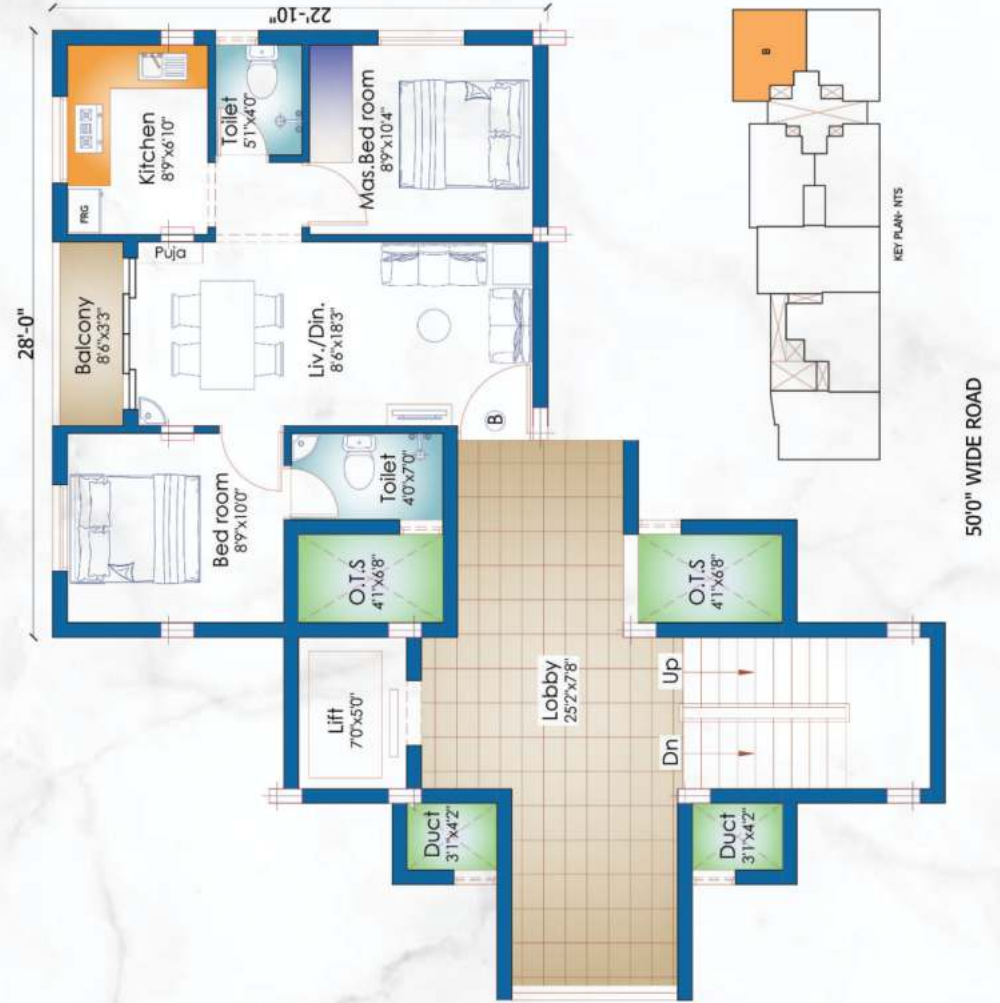 22'-10"
28'-0"
Kitchen
8'9"x6'10"
FRG
Toilet
5'1"x4'0"
Mas.Bed room
8'9"x10'4"
Puja
Balcony
8'6"x3'3"
Liv./Din.
8'6"x18'3"
B
Bed room
8'9"x10'0"
Toilet
4'0"x7'0"
O.T.S
4'1"x6'8"
O.T.S
4'1"x6'8"
Lift
7'0"x5'0"
Lobby
25'2"x7'8"
Up
Dn
Duct
3'1"x4'2"
Duct
3'1"x4'2"
B
KEY PLAN- NTS
50'0" WIDE ROAD